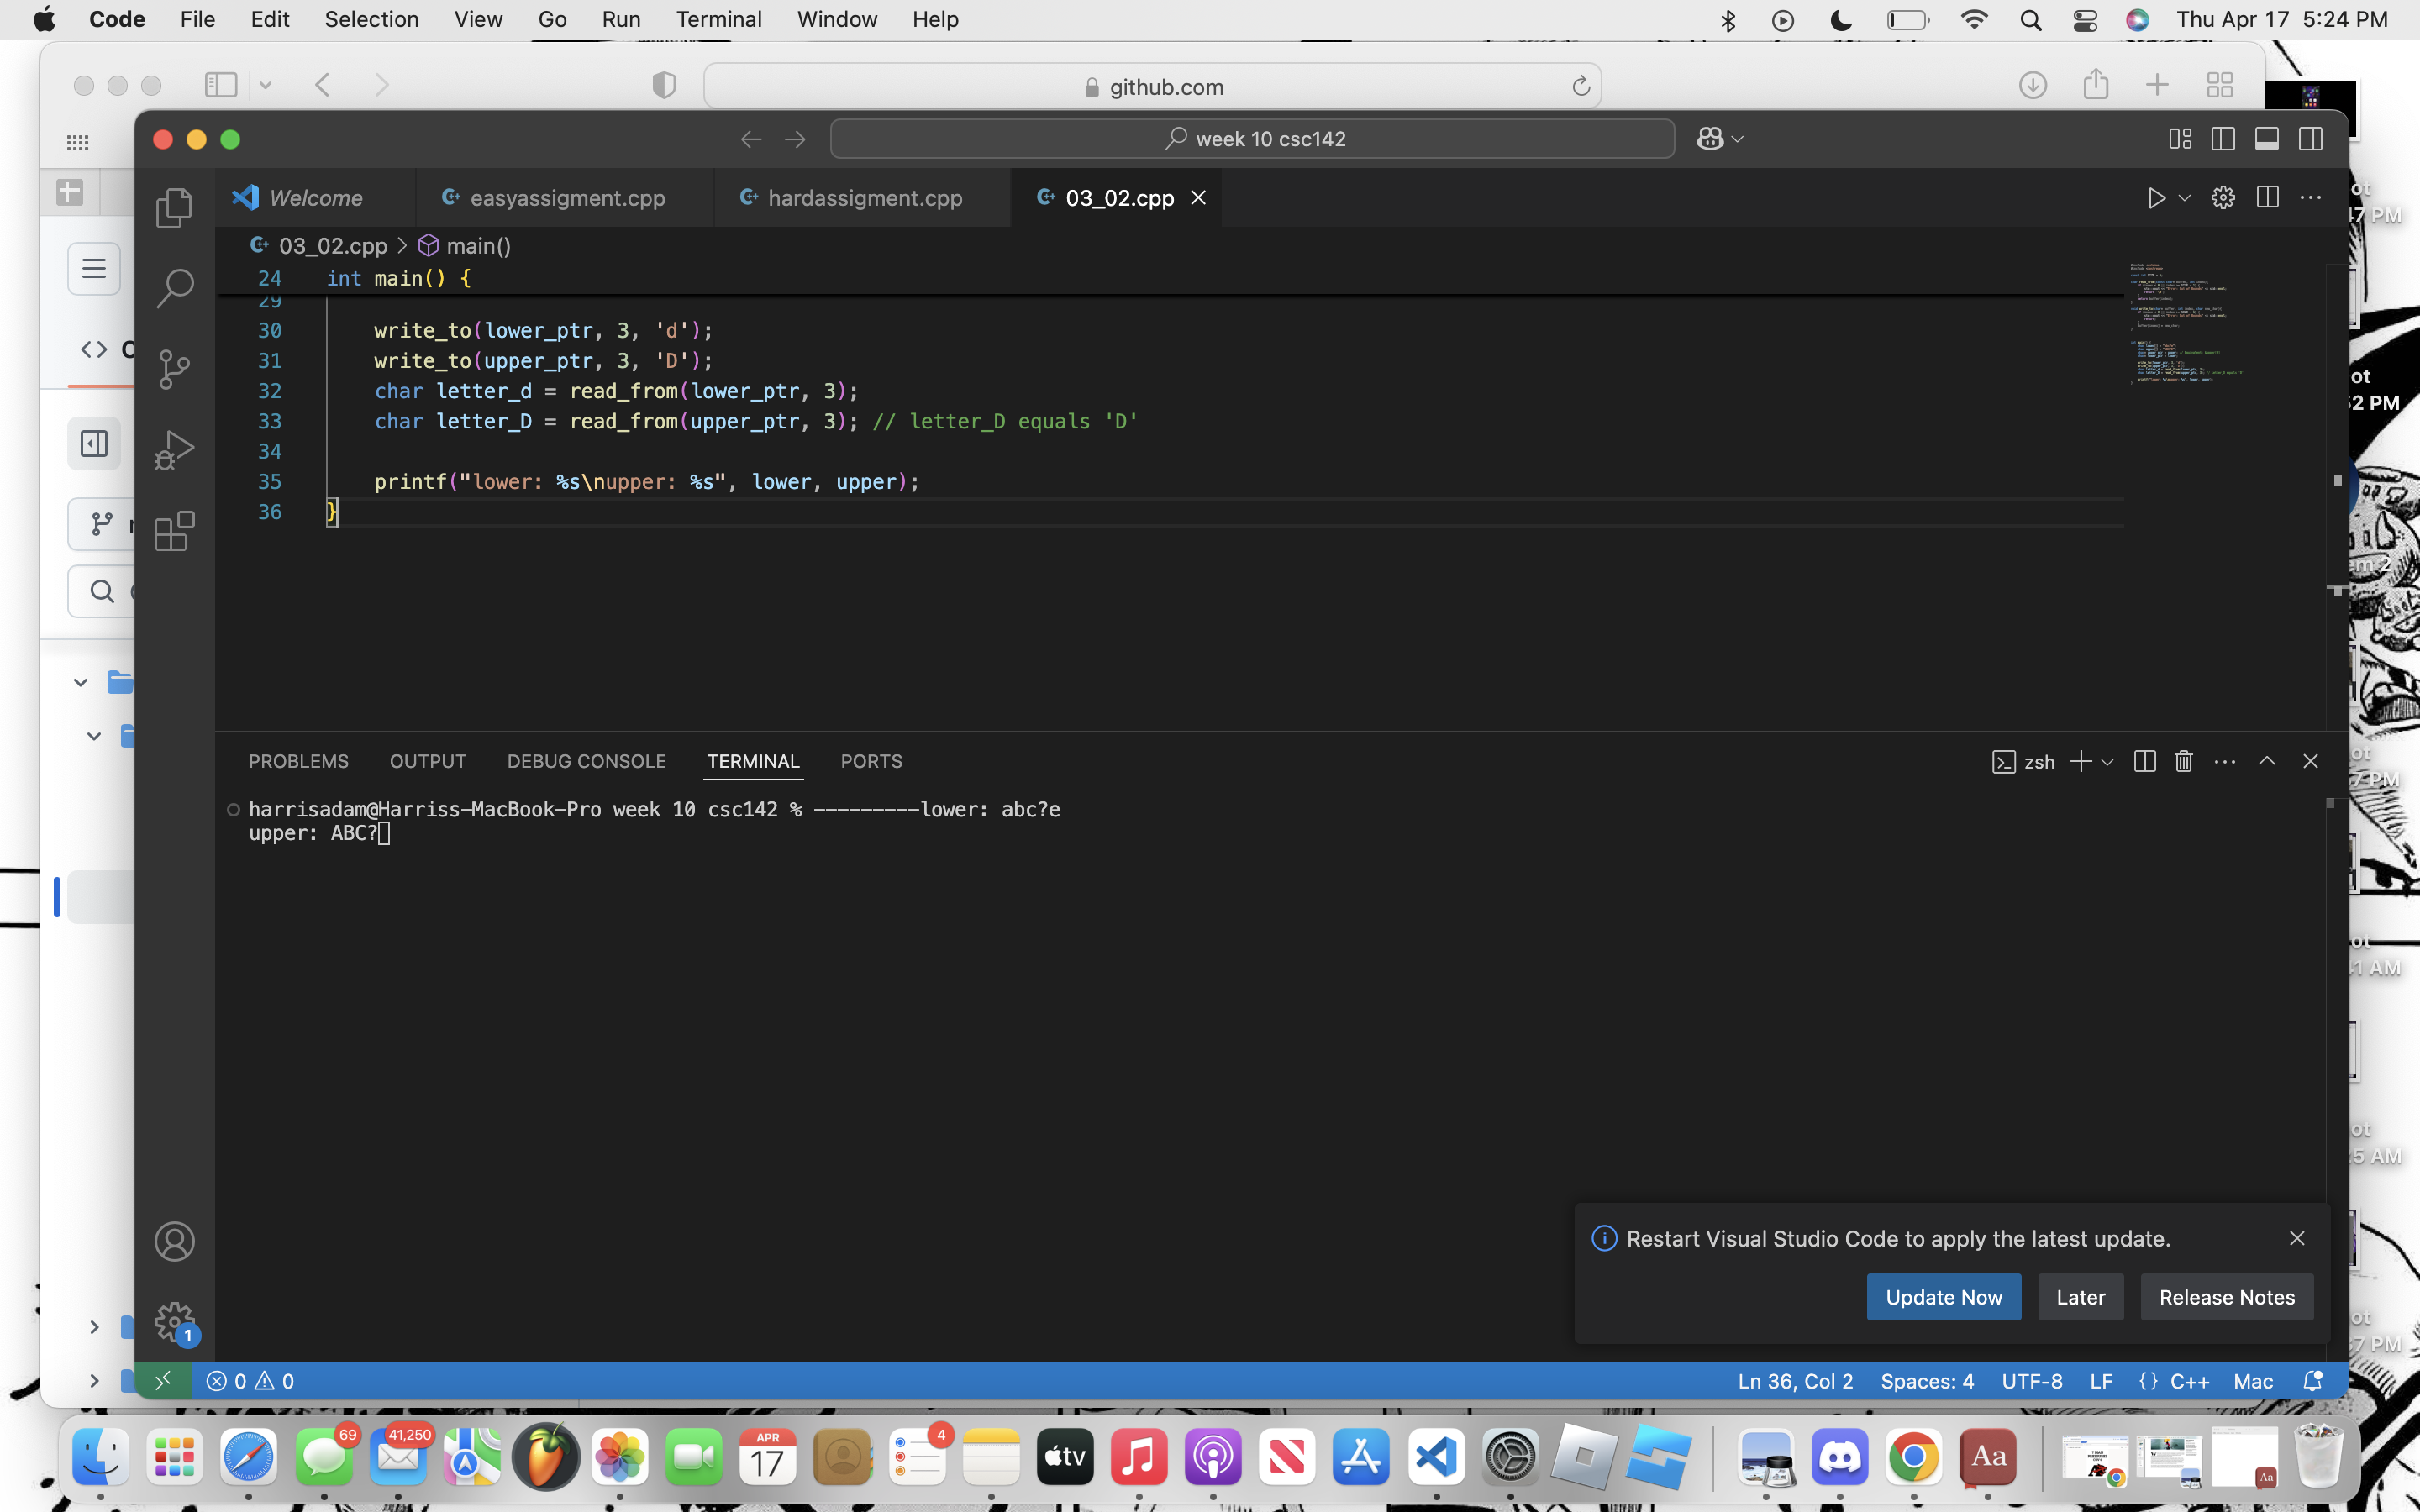 Code File Edit Selection View Go Run Terminal Window Help Thu Apr 17 5:24 PM
github.com
week 10 csc142
Welcome easyassigment.cpp hardassigment.cpp 03_02.cpp
03_02.cpp > main()
24 int main() {
29
30 write_to(lower_ptr, 3, 'd');
31 write_to(upper_ptr, 3, 'D');
32 char letter_d = read_from(lower_ptr, 3);
33 char letter_D = read_from(upper_ptr, 3); // letter_D equals 'D'
34
35 printf("lower: %s\nupper: %s", lower, upper);
36 }
PROBLEMS OUTPUT DEBUG CONSOLE TERMINAL PORTS zsh
harrisadam@Harriss-MacBook-Pro week 10 csc142 % ---------lower: abc?e
upper: ABC?
Restart Visual Studio Code to apply the latest update.
Update Now Later Release Notes
1
0 0 Ln 36, Col 2 Spaces: 4 UTF-8 LF {} C++ Mac
69 41,250 APR 17 4 tv Aa